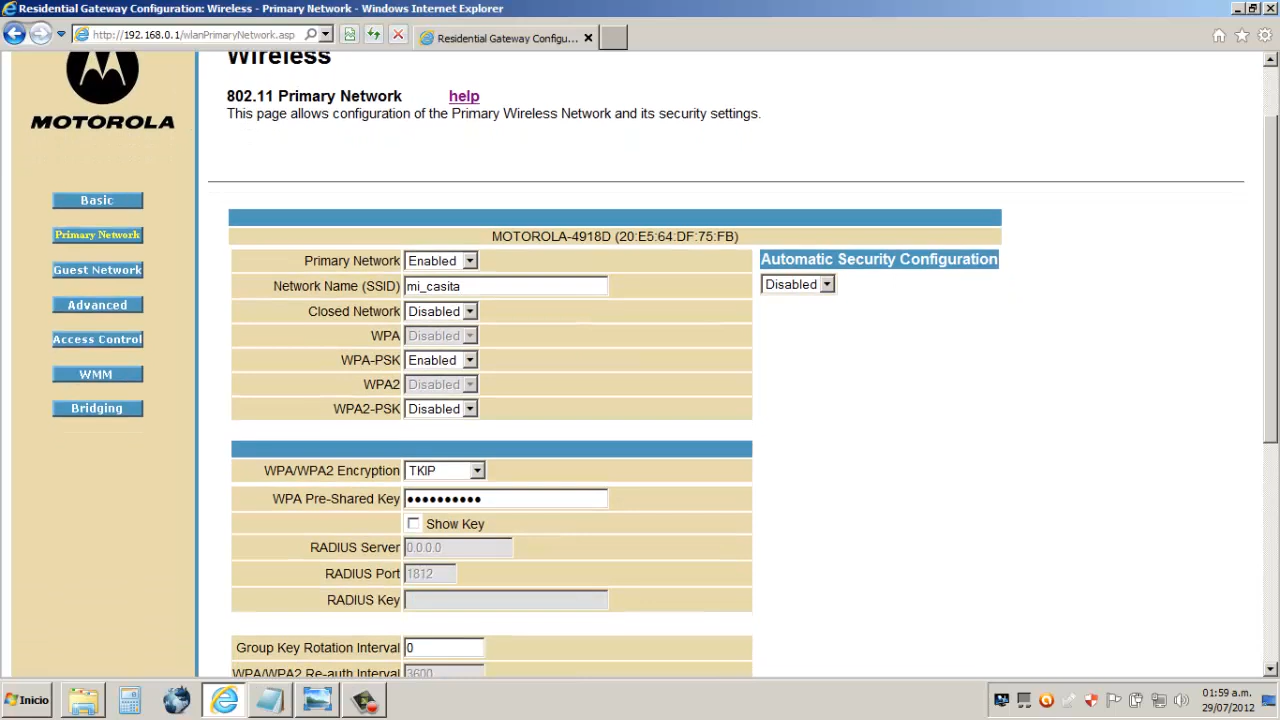 Residential Gateway Configuration: Wireless - Primary Network - Windows Internet Explorer
http://192.168.0.1/wlanPrimaryNetwork.asp
Residential Gateway Configu...
Wireless
MOTOROLA
802.11 Primary Network help
This page allows configuration of the Primary Wireless Network and its security settings.
Basic
Primary Network
Guest Network
Advanced
Access Control
WMM
Bridging
MOTOROLA-4918D (20:E5:64:DF:75:FB)
Primary Network Enabled
Network Name (SSID) mi_casita
Closed Network Disabled
WPA Disabled
WPA-PSK Enabled
WPA2 Disabled
WPA2-PSK Disabled
Automatic Security Configuration
Disabled
WPA/WPA2 Encryption TKIP
WPA Pre-Shared Key ●●●●●●●●●●
Show Key
RADIUS Server 0.0.0.0
RADIUS Port 1812
RADIUS Key
Group Key Rotation Interval 0
WPA/WPA2 Re-auth Interval 3600
Inicio
01:59 a.m.
29/07/2012